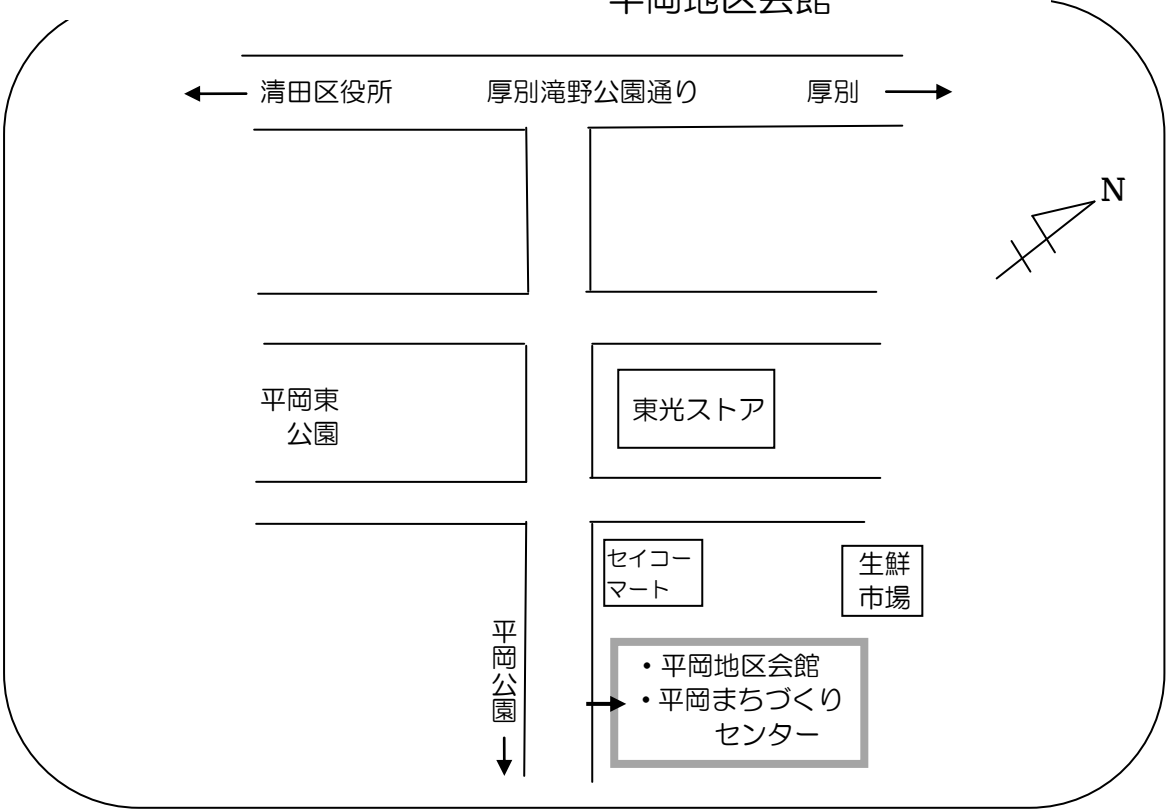 平岡地区会館
清田区役所 厚別滝野公園通り 厚別
N
平岡東
公園
東光ストア
セイコー
マート
生鮮
市場
平岡公園
・平岡地区会館
・平岡まちづくり
センター